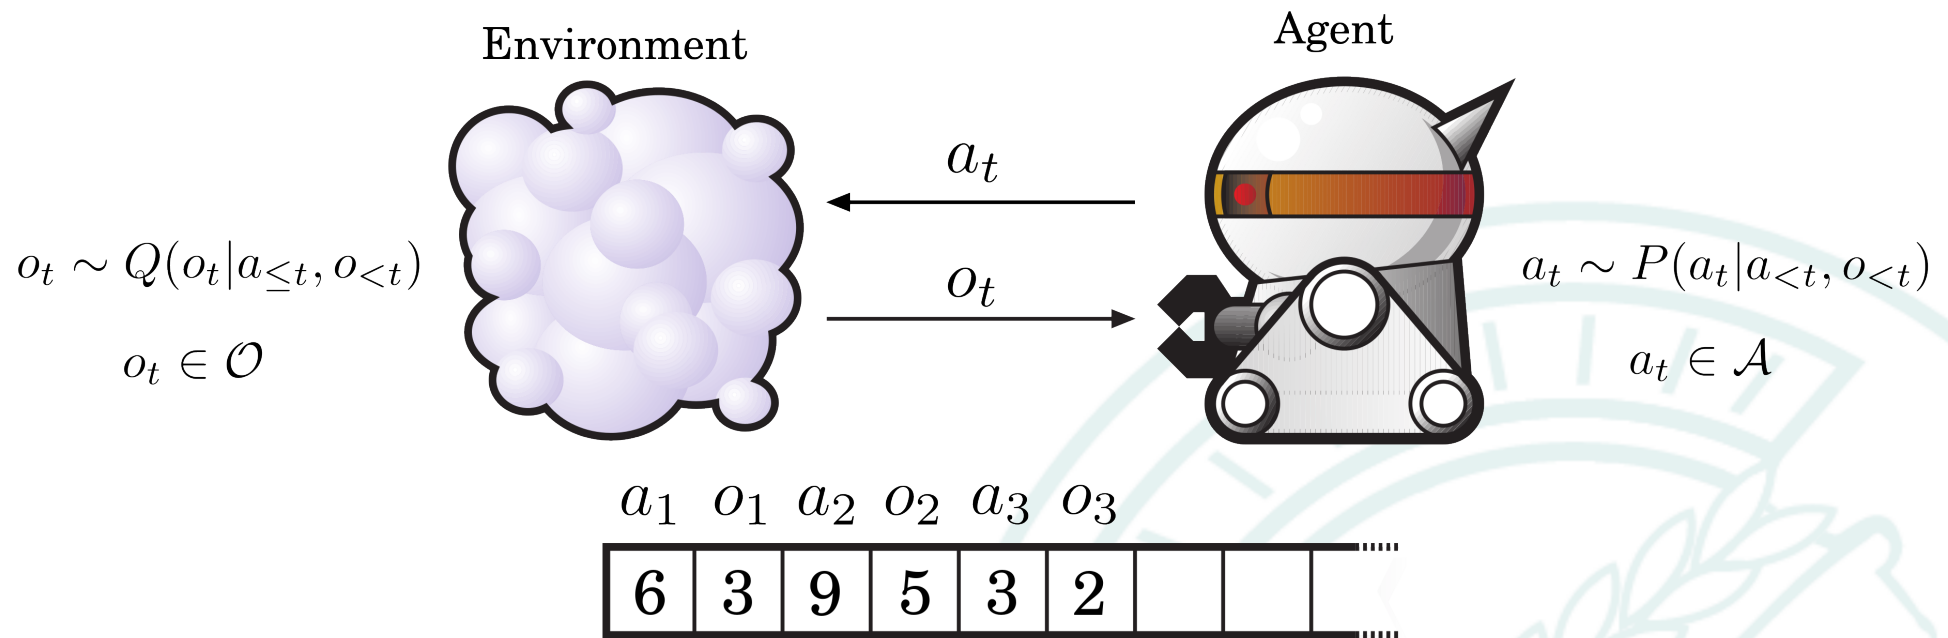 Environment
Agent
a_t
o_t
o_t ∼ Q(o_t|a_{≤t}, o_{<t})
o_t ∈ 𝒪
a_t ∼ P(a_t|a_{<t}, o_{<t})
a_t ∈ 𝒜
a_1 o_1 a_2 o_2 a_3 o_3
6 3 9 5 3 2